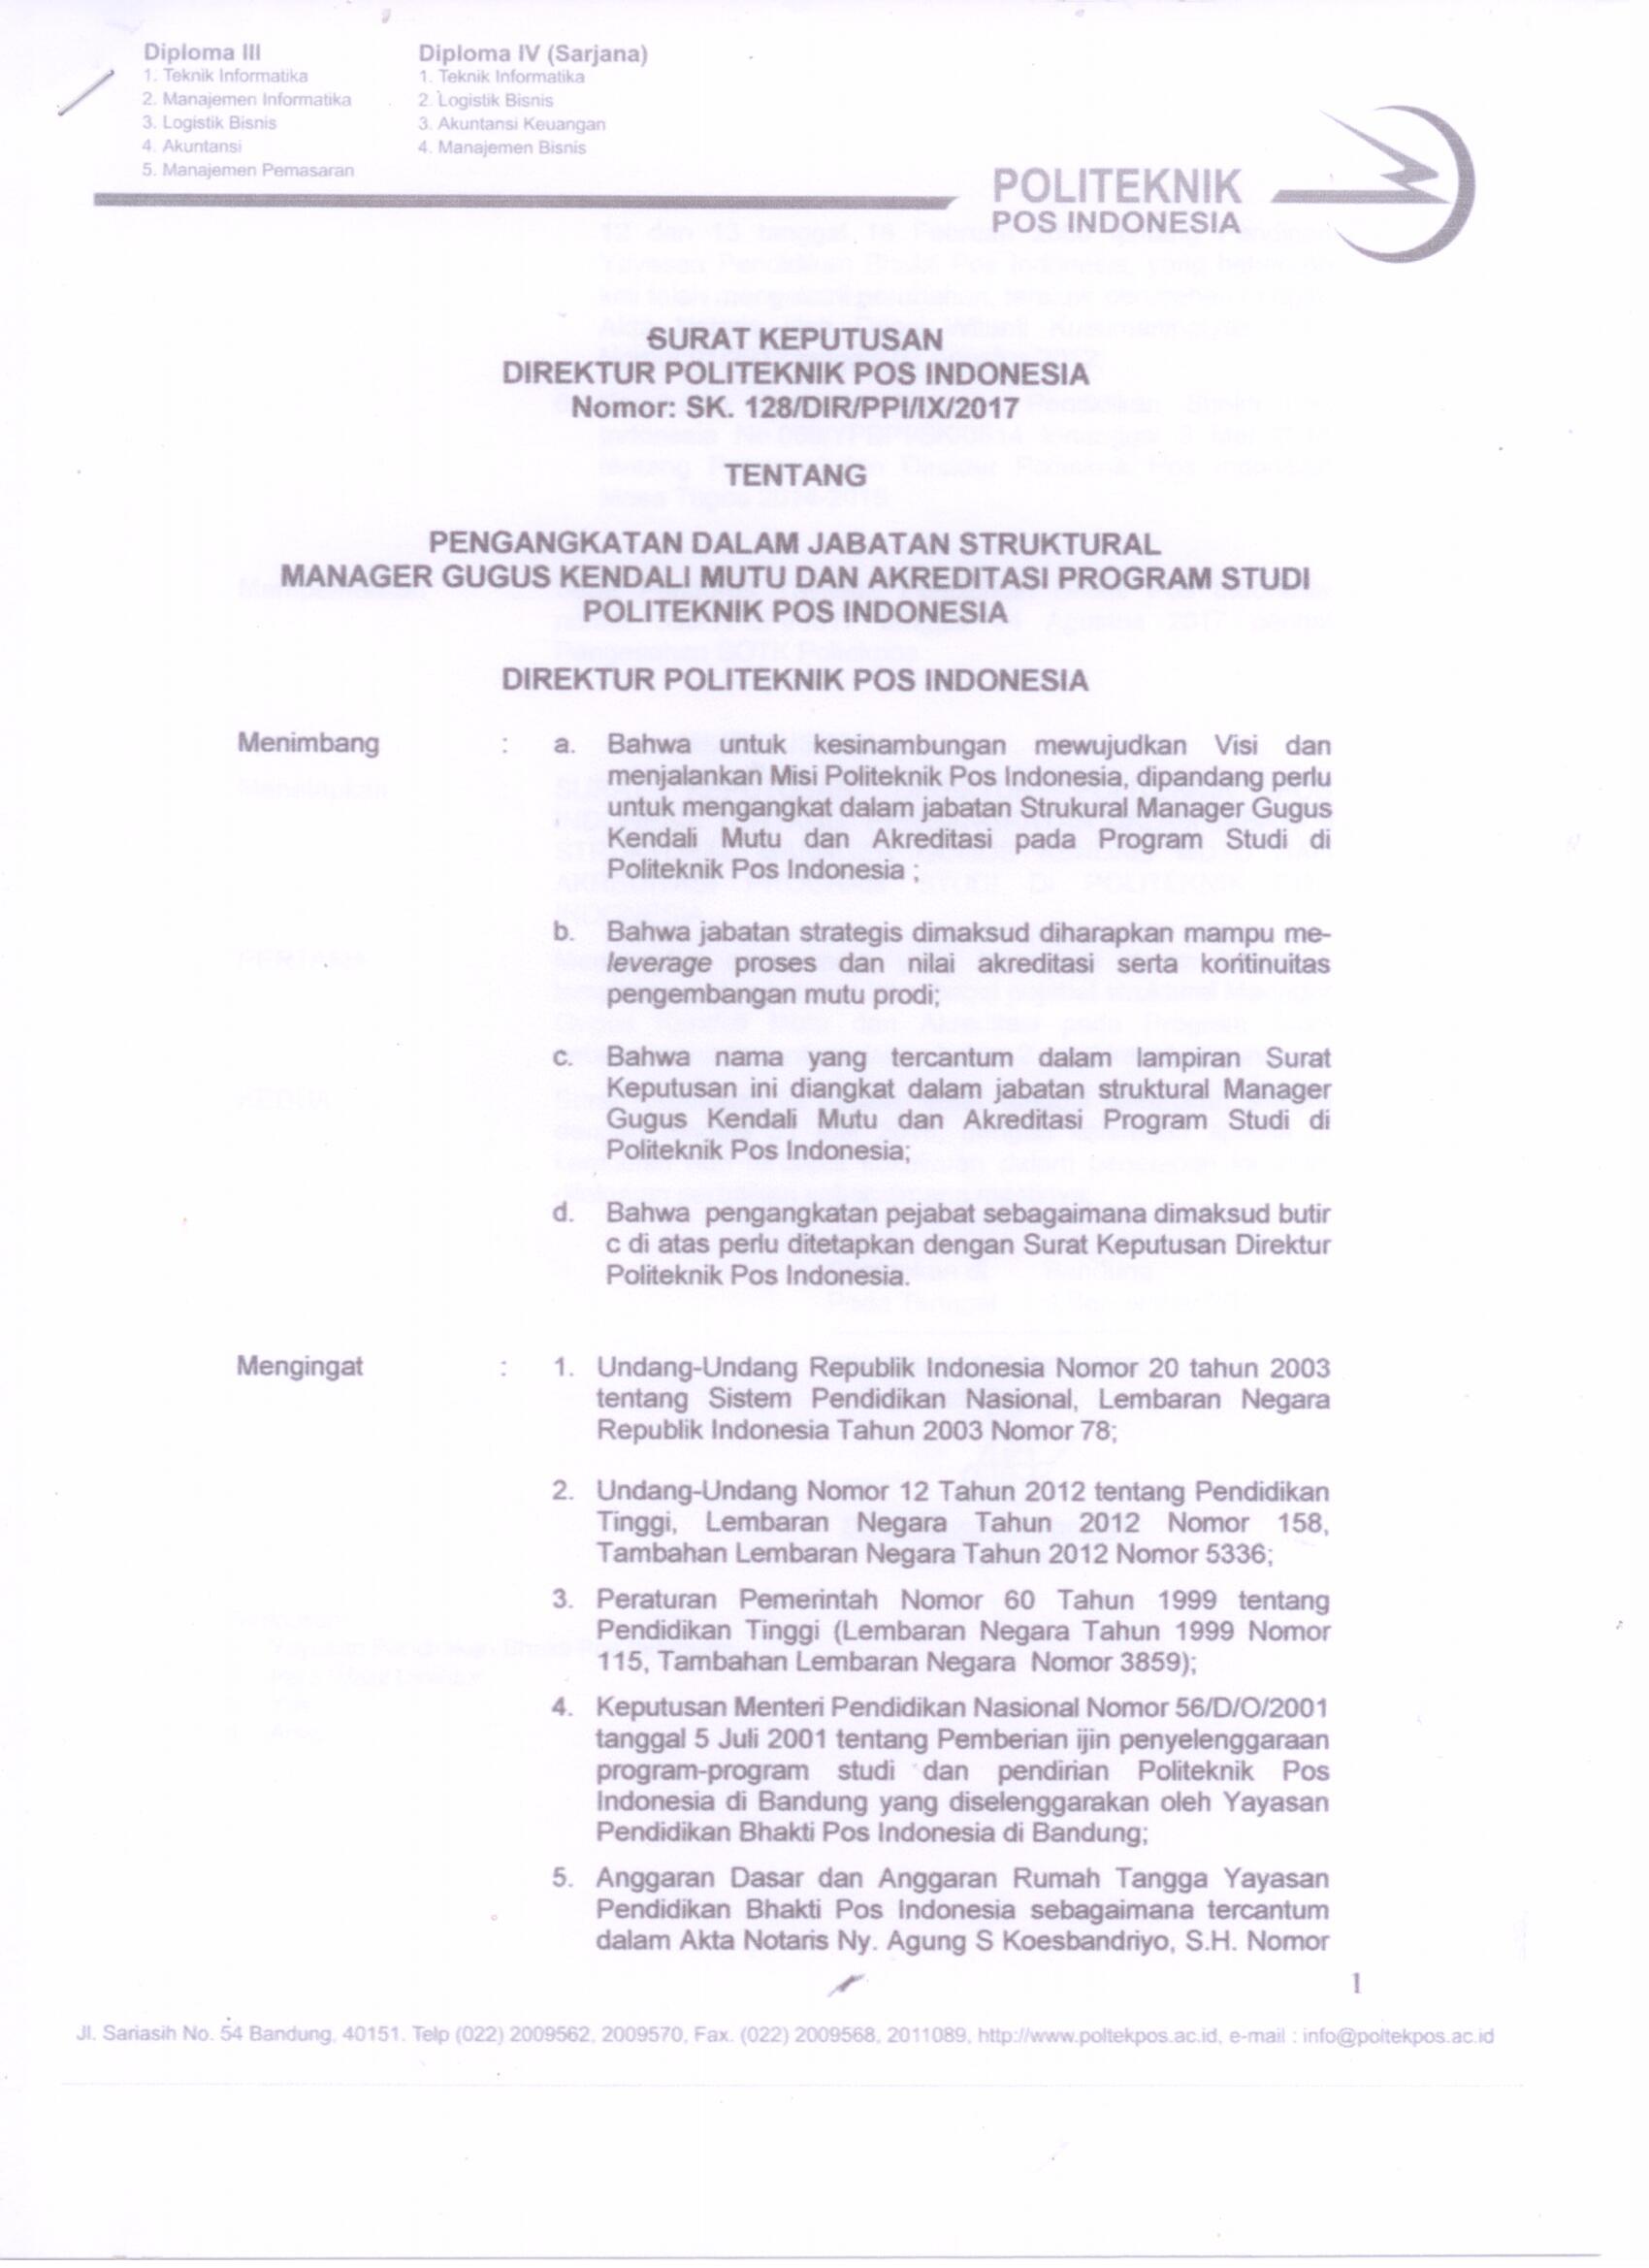 Diploma III
1. Teknik Informatika
2. Manajemen Informatika
3. Logistik Bisnis
4. Akuntansi
5. Manajemen Pemasaran
Diploma IV (Sarjana)
1. Teknik Informatika
2. Logistik Bisnis
3. Akuntansi Keuangan
4. Manajemen Bisnis
POLITEKNIK
POS INDONESIA
SURAT KEPUTUSAN
DIREKTUR POLITEKNIK POS INDONESIA
Nomor: SK. 128/DIR/PPI/IX/2017
TENTANG
PENGANGKATAN DALAM JABATAN STRUKTURAL
MANAGER GUGUS KENDALI MUTU DAN AKREDITASI PROGRAM STUDI
POLITEKNIK POS INDONESIA
DIREKTUR POLITEKNIK POS INDONESIA
Menimbang : a. Bahwa untuk kesinambungan mewujudkan Visi dan
menjalankan Misi Politeknik Pos Indonesia, dipandang perlu
untuk mengangkat dalam jabatan Strukural Manager Gugus
Kendali Mutu dan Akreditasi pada Program Studi di
Politeknik Pos Indonesia ;
b. Bahwa jabatan strategis dimaksud diharapkan mampu me-
leverage proses dan nilai akreditasi serta kontinuitas
pengembangan mutu prodi;
c. Bahwa nama yang tercantum dalam lampiran Surat
Keputusan ini diangkat dalam jabatan struktural Manager
Gugus Kendali Mutu dan Akreditasi Program Studi di
Politeknik Pos Indonesia;
d. Bahwa pengangkatan pejabat sebagaimana dimaksud butir
c di atas perlu ditetapkan dengan Surat Keputusan Direktur
Politeknik Pos Indonesia.
Mengingat : 1. Undang-Undang Republik Indonesia Nomor 20 tahun 2003
tentang Sistem Pendidikan Nasional, Lembaran Negara
Republik Indonesia Tahun 2003 Nomor 78;
2. Undang-Undang Nomor 12 Tahun 2012 tentang Pendidikan
Tinggi, Lembaran Negara Tahun 2012 Nomor 158,
Tambahan Lembaran Negara Tahun 2012 Nomor 5336;
3. Peraturan Pemerintah Nomor 60 Tahun 1999 tentang
Pendidikan Tinggi (Lembaran Negara Tahun 1999 Nomor
115, Tambahan Lembaran Negara Nomor 3859);
4. Keputusan Menteri Pendidikan Nasional Nomor 56/D/O/2001
tanggal 5 Juli 2001 tentang Pemberian ijin penyelenggaraan
program-program studi dan pendirian Politeknik Pos
Indonesia di Bandung yang diselenggarakan oleh Yayasan
Pendidikan Bhakti Pos Indonesia di Bandung;
5. Anggaran Dasar dan Anggaran Rumah Tangga Yayasan
Pendidikan Bhakti Pos Indonesia sebagaimana tercantum
dalam Akta Notaris Ny. Agung S Koesbandriyo, S.H. Nomor
1
Jl. Sariasih No. 54 Bandung, 40151. Telp (022) 2009562, 2009570, Fax. (022) 2009568, 2011089, http://www.poltekpos.ac.id, e-mail : info@poltekpos.ac.id